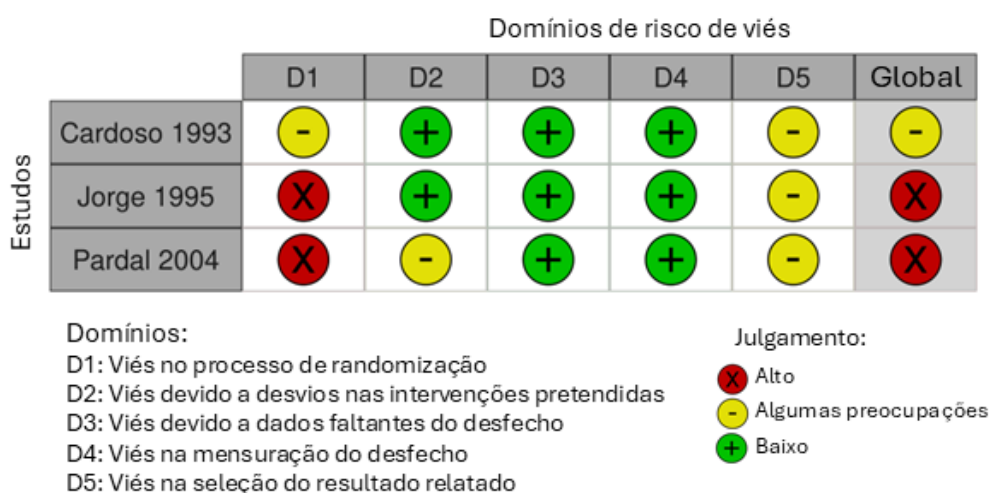 Domínios de risco de viés
D1 D2 D3 D4 D5 Global
Estudos
Cardoso 1993 - + + + - -
Jorge 1995 X + + + - X
Pardal 2004 X - + + - X
Domínios:
D1: Viés no processo de randomização
D2: Viés devido a desvios nas intervenções pretendidas
D3: Viés devido a dados faltantes do desfecho
D4: Viés na mensuração do desfecho
D5: Viés na seleção do resultado relatado
Julgamento:
X Alto
- Algumas preocupações
+ Baixo